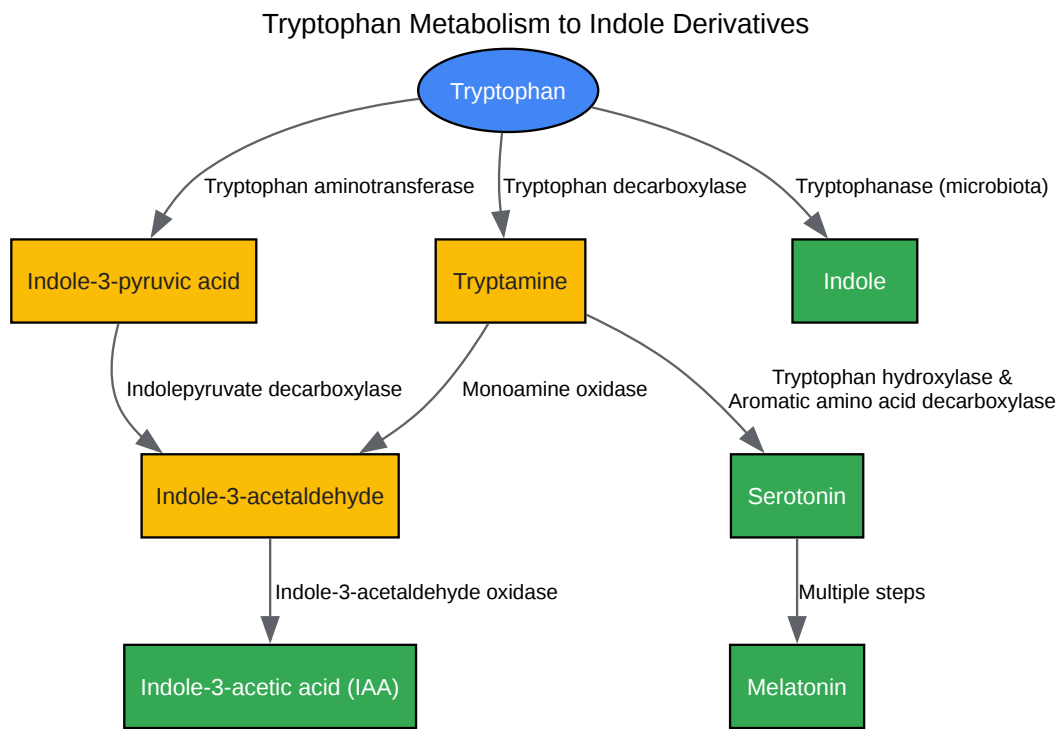 Tryptophan Metabolism to Indole Derivatives
Tryptophan
Tryptophan aminotransferase
Tryptophan decarboxylase
Tryptophanase (microbiota)
Indole-3-pyruvic acid
Tryptamine
Indole
Indolepyruvate decarboxylase
Monoamine oxidase
Tryptophan hydroxylase &
Aromatic amino acid decarboxylase
Indole-3-acetaldehyde
Serotonin
Indole-3-acetaldehyde oxidase
Multiple steps
Indole-3-acetic acid (IAA)
Melatonin